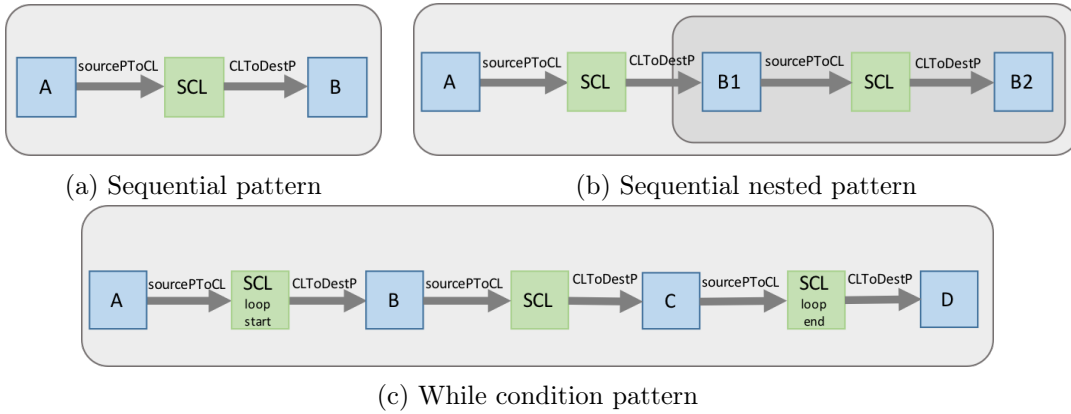 sourcePToCL CLToDestP
A SCL B
(a) Sequential pattern
sourcePToCL CLToDestP sourcePToCL CLToDestP
A SCL B1 SCL B2
(b) Sequential nested pattern
sourcePToCL CLToDestP sourcePToCL CLToDestP sourcePToCL CLToDestP
A SCL loop start B SCL C SCL loop end D
(c) While condition pattern